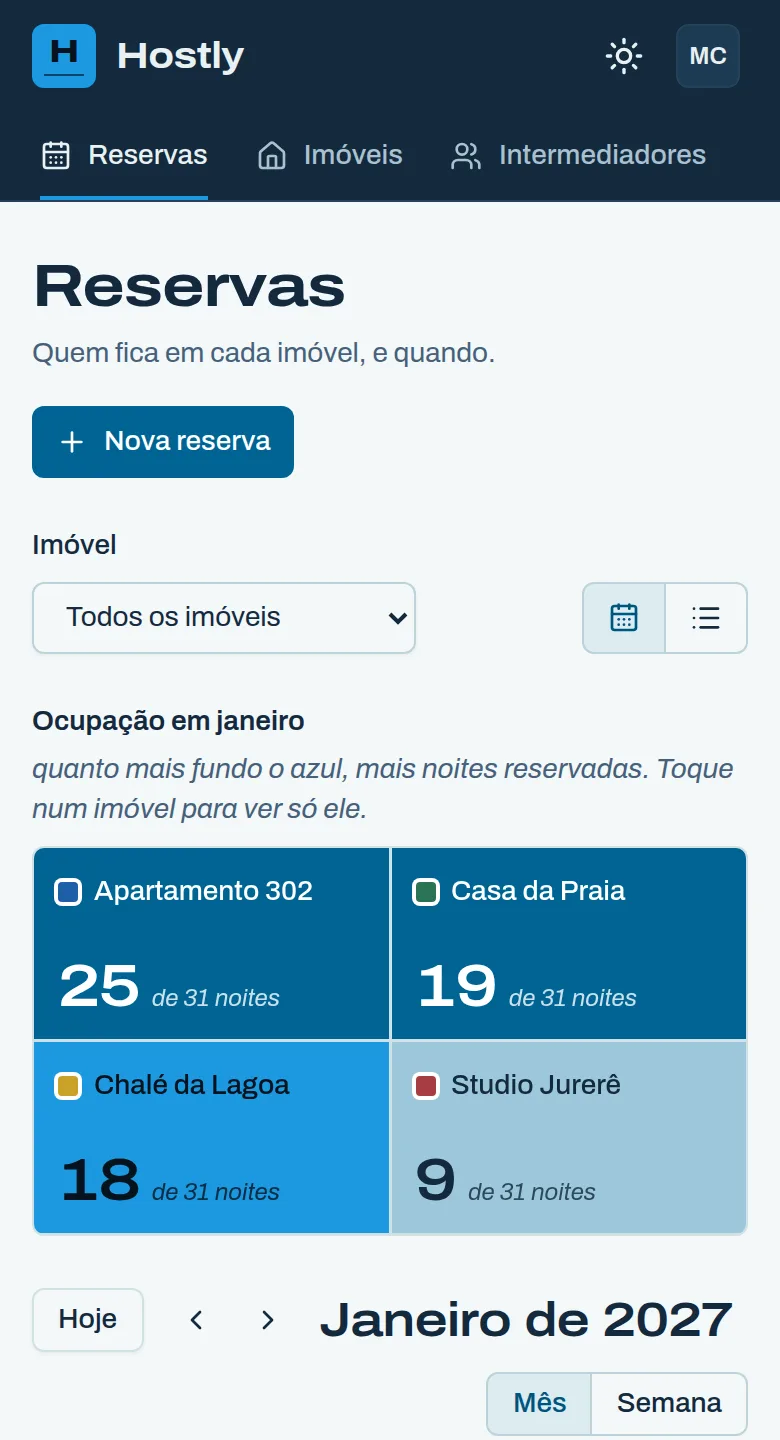 H Hostly
MC
Reservas Imóveis Intermediadores
Reservas
Quem fica em cada imóvel, e quando.
Nova reserva
Imóvel
Todos os imóveis
Ocupação em janeiro
quanto mais fundo o azul, mais noites reservadas. Toque
num imóvel para ver só ele.
Apartamento 302
25 de 31 noites
Casa da Praia
19 de 31 noites
Chalé da Lagoa
18 de 31 noites
Studio Jurerê
9 de 31 noites
Hoje
Janeiro de 2027
Mês Semana